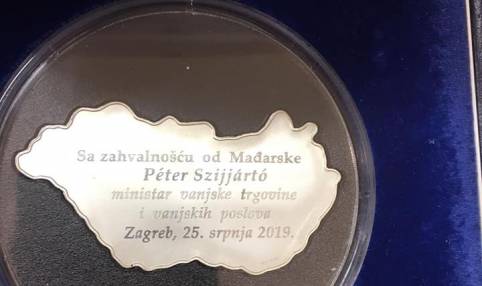 Sa zahvalnošću od Mađarske
Péter Szijjártó
ministar vanjske trgovine
i vanjskih poslova
Zagreb, 25. srpnja 2019.